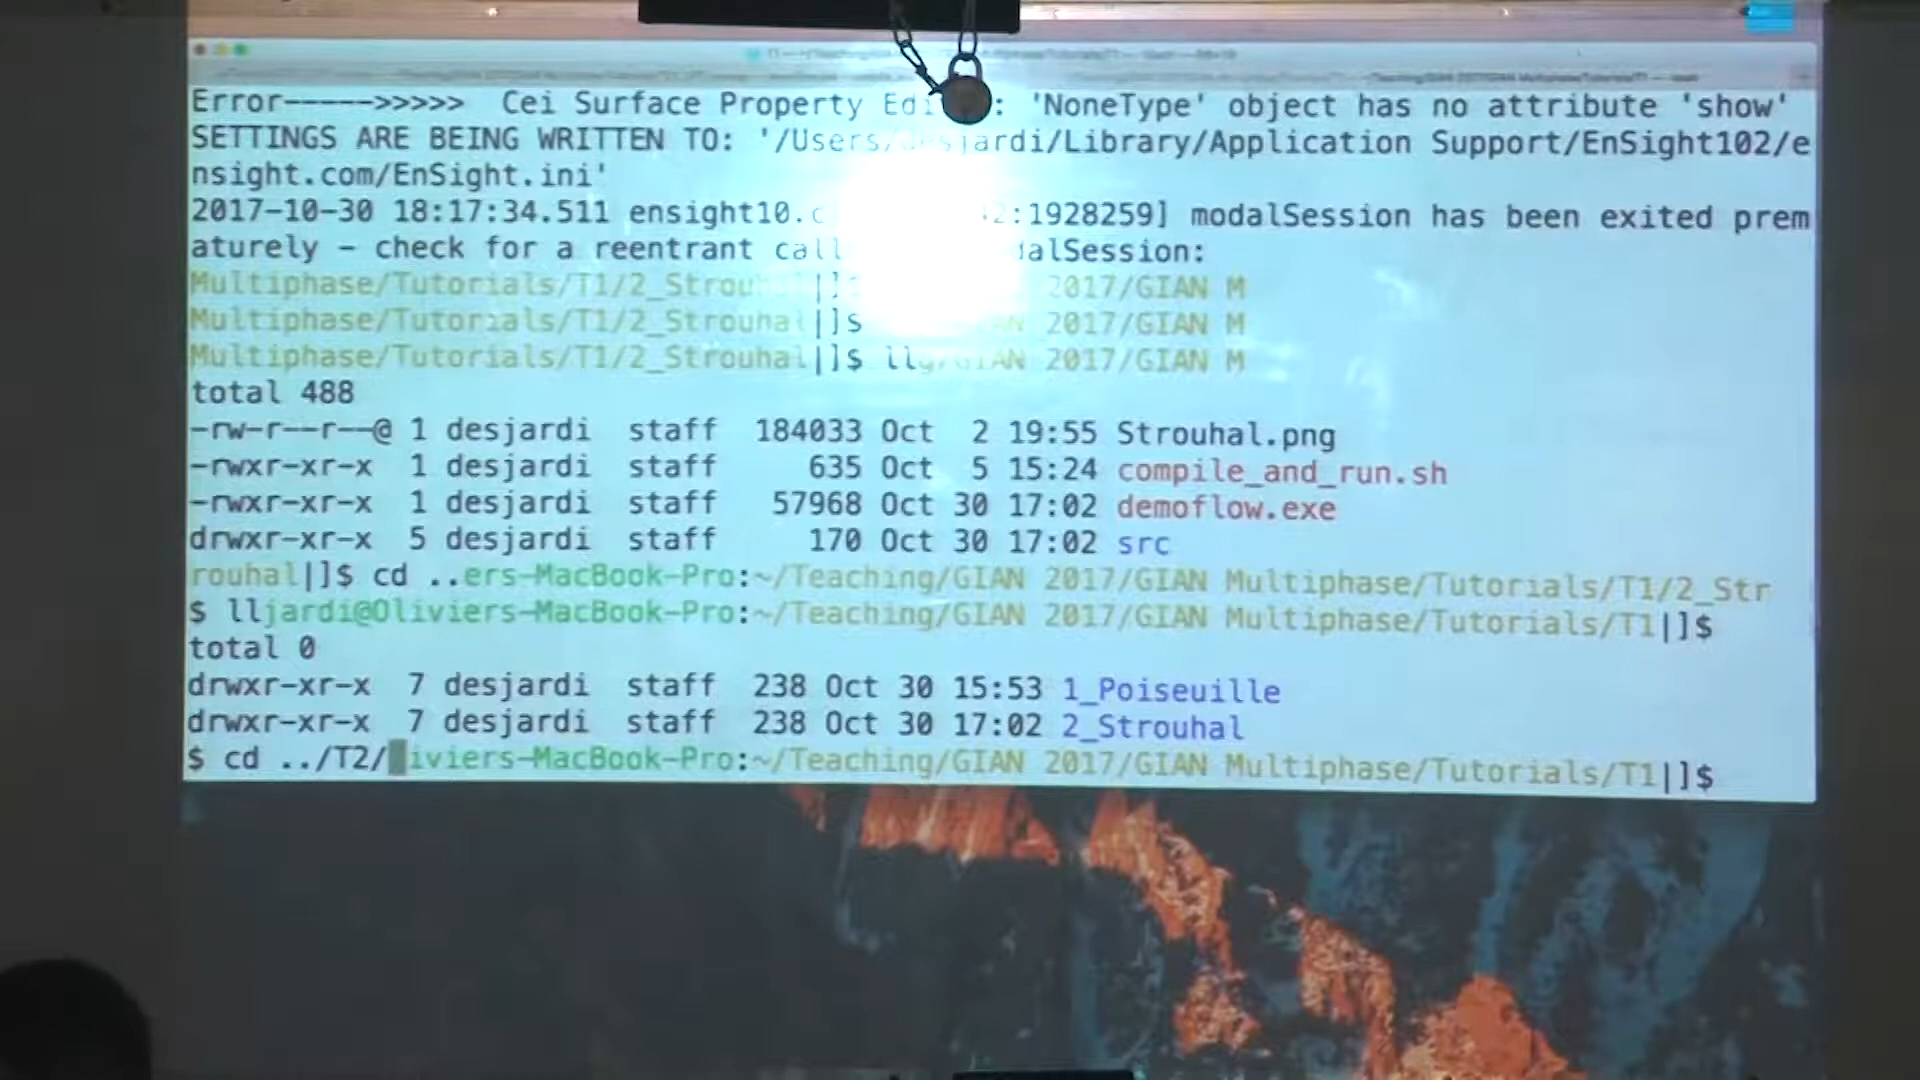 Error----->>>>> Cei Surface Property Edi : 'NoneType' object has no attribute 'show'
SETTINGS ARE BEING WRITTEN TO: '/Users/desjardi/Library/Application Support/EnSight102/e
nsight.com/EnSight.ini'
2017-10-30 18:17:34.511 ensight10.c 2:1928259] modalSession has been exited prem
aturely - check for a reentrant call alSession:
Multiphase/Tutorials/T1/2_Strou |]$ 2017/GIAN M
Multiphase/Tutorials/T1/2_Strouhal|]$ AN 2017/GIAN M
Multiphase/Tutorials/T1/2_Strouhal|]$ llg/GIAN 2017/GIAN M
total 488
-rw-r--r--@ 1 desjardi staff 184033 Oct 2 19:55 Strouhal.png
-rwxr-xr-x 1 desjardi staff 635 Oct 5 15:24 compile_and_run.sh
-rwxr-xr-x 1 desjardi staff 57968 Oct 30 17:02 demoflow.exe
drwxr-xr-x 5 desjardi staff 170 Oct 30 17:02 src
rouhal|]$ cd ..ers-MacBook-Pro:~/Teaching/GIAN 2017/GIAN Multiphase/Tutorials/T1/2_Str
$ lljardi@Oliviers-MacBook-Pro:~/Teaching/GIAN 2017/GIAN Multiphase/Tutorials/T1|]$
total 0
drwxr-xr-x 7 desjardi staff 238 Oct 30 15:53 1_Poiseuille
drwxr-xr-x 7 desjardi staff 238 Oct 30 17:02 2_Strouhal
$ cd ../T2/ iviers-MacBook-Pro:~/Teaching/GIAN 2017/GIAN Multiphase/Tutorials/T1|]$